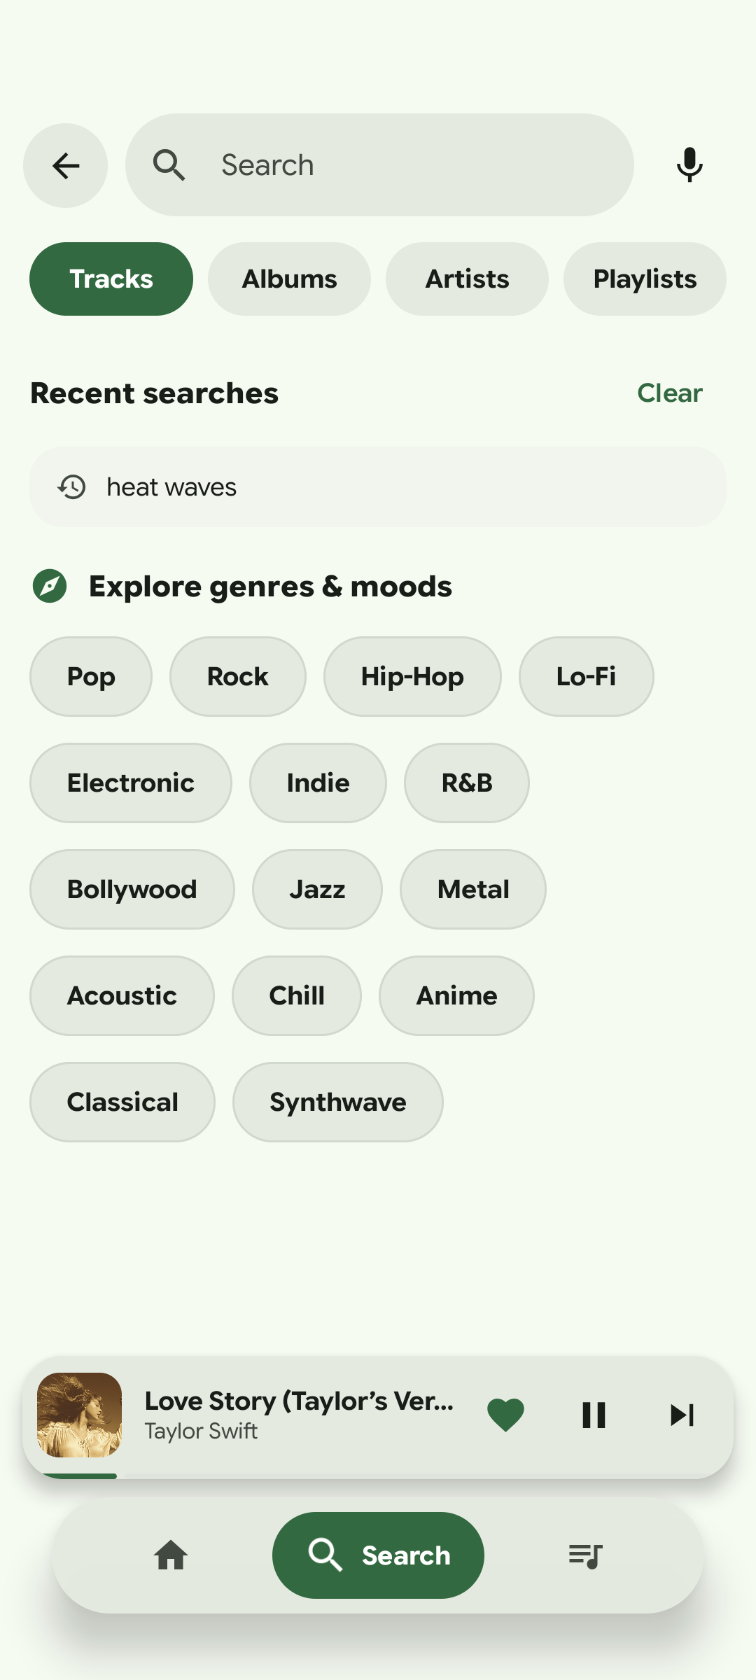 Search
Tracks Albums Artists Playlists
Recent searches Clear
heat waves
Explore genres & moods
Pop Rock Hip-Hop Lo-Fi
Electronic Indie R&B
Bollywood Jazz Metal
Acoustic Chill Anime
Classical Synthwave
Love Story (Taylor’s Ver...
Taylor Swift
Search